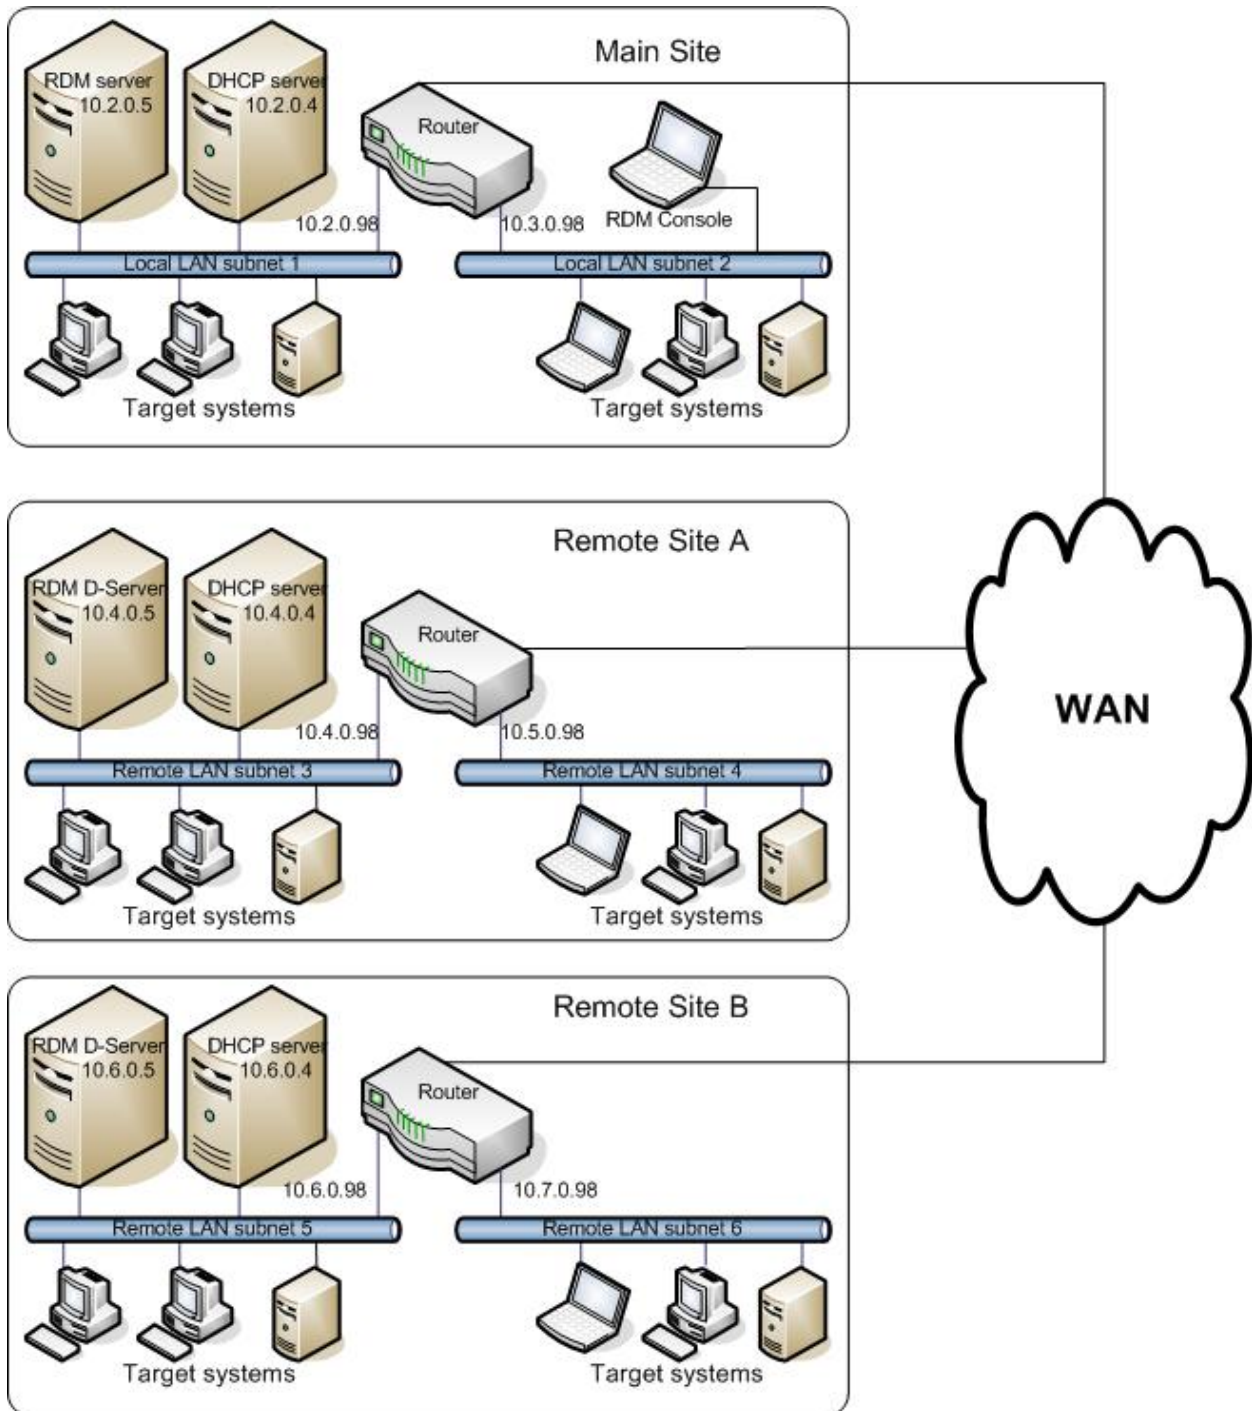 Main Site
RDM server
10.2.0.5
DHCP server
10.2.0.4
Router
10.2.0.98
10.3.0.98
RDM Console
Local LAN subnet 1
Local LAN subnet 2
Target systems
Target systems
Remote Site A
RDM D-Server
10.4.0.5
DHCP server
10.4.0.4
Router
10.4.0.98
10.5.0.98
Remote LAN subnet 3
Remote LAN subnet 4
Target systems
Target systems
WAN
Remote Site B
RDM D-Server
10.6.0.5
DHCP server
10.6.0.4
Router
10.6.0.98
10.7.0.98
Remote LAN subnet 5
Remote LAN subnet 6
Target systems
Target systems